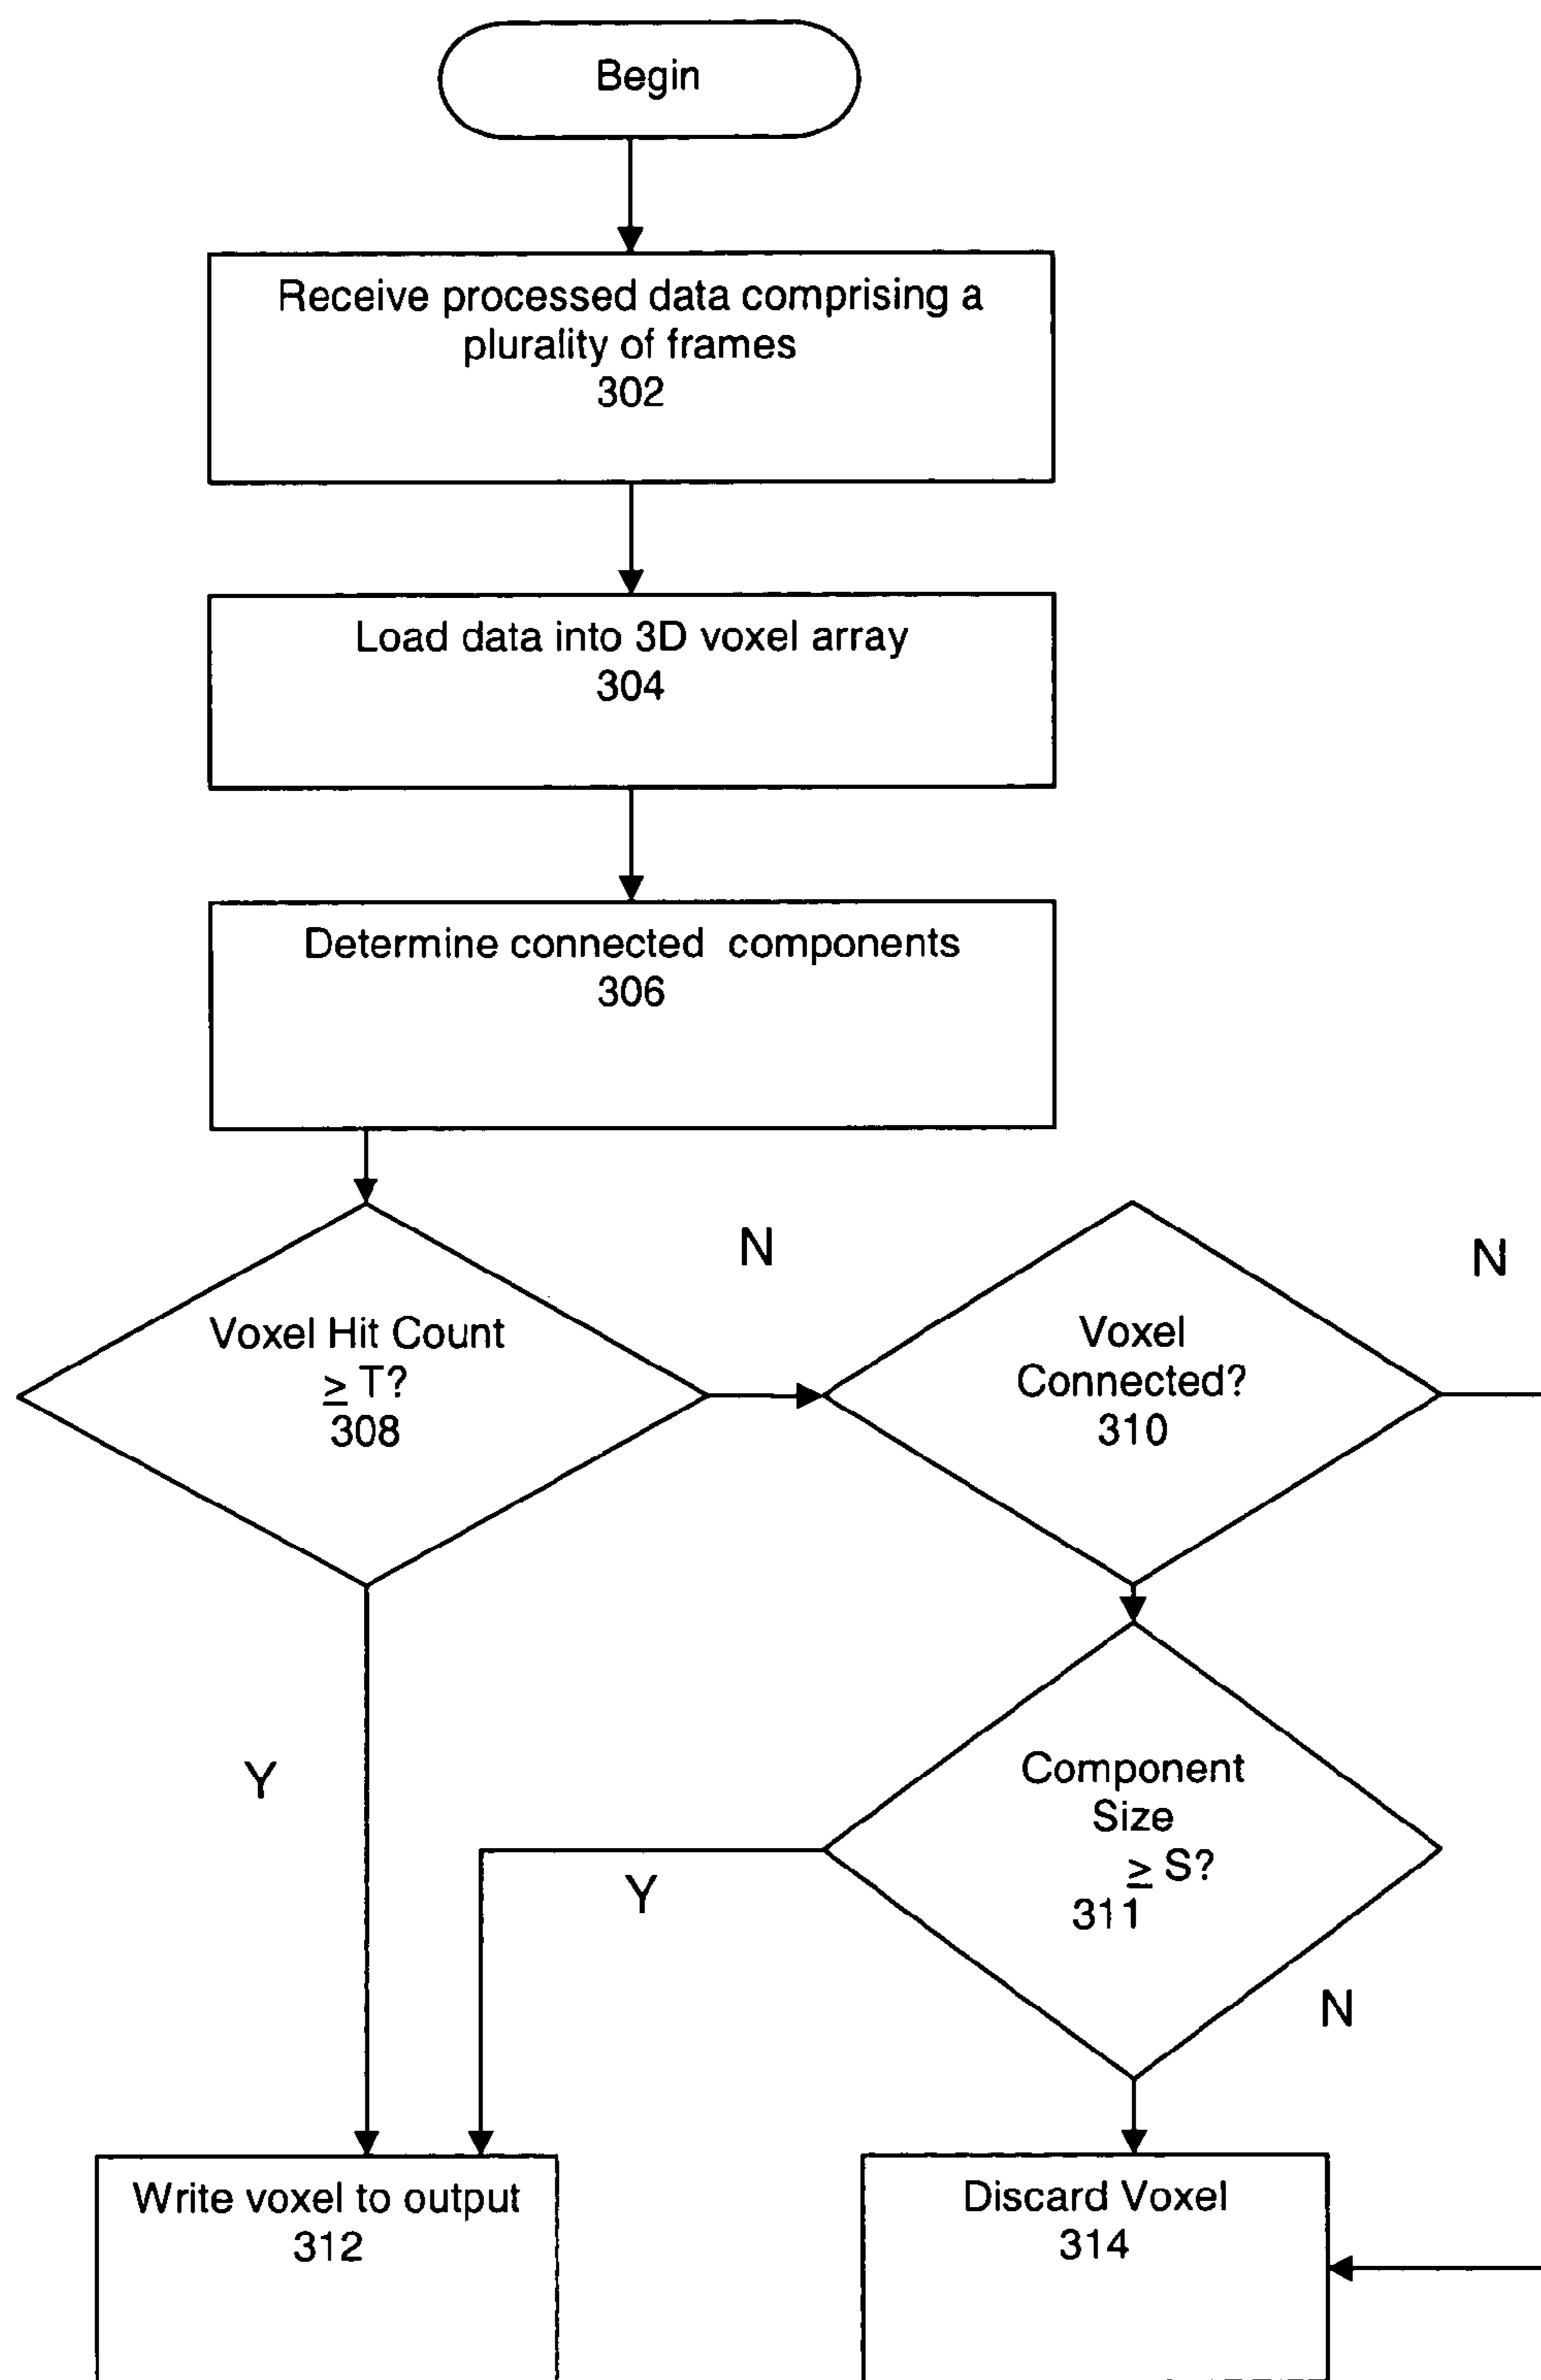 Begin
Receive processed data comprising a
plurality of frames
302
Load data into 3D voxel array
304
Determine connected components
306
Voxel Hit Count
≥ T?
308
N
Voxel
Connected?
310
N
Component
Size
≥ S?
311
Y
Y
N
Write voxel to output
312
Discard Voxel
314